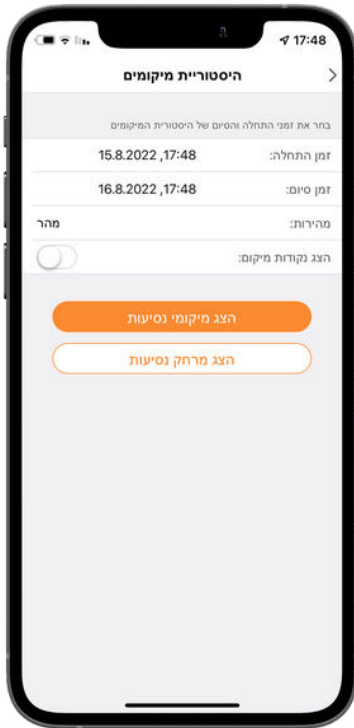 17:48
היסטוריית מיקומים
בחר את זמני התחלה והסיום של היסטורית המיקומים
זמן התחלה: 15.8.2022 ,17:48
זמן סיום: 16.8.2022 ,17:48
מהירות: מהר
הצג נקודות מיקום:
הצג מיקומי נסיעות
הצג מרחק נסיעות